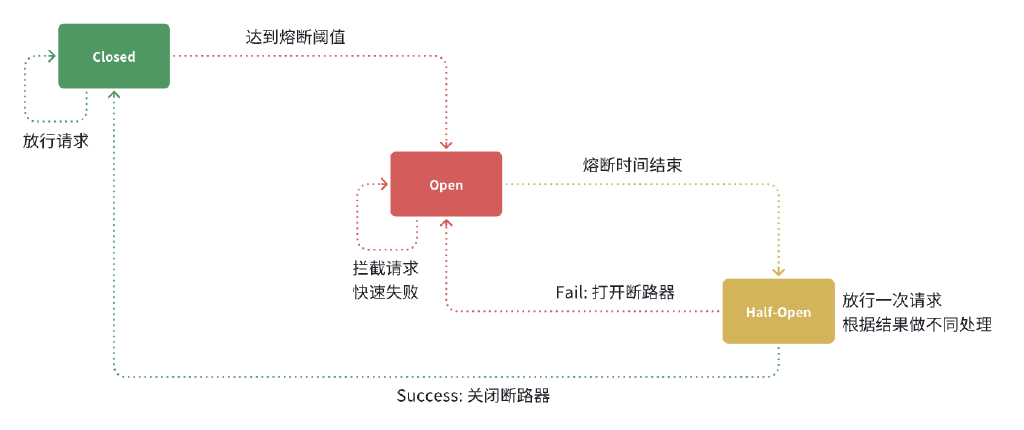 达到熔断阈值
Closed
放行请求
熔断时间结束
Open
拦截请求
快速失败
Fail: 打开断路器
Half-Open
放行一次请求
根据结果做不同处理
Success: 关闭断路器